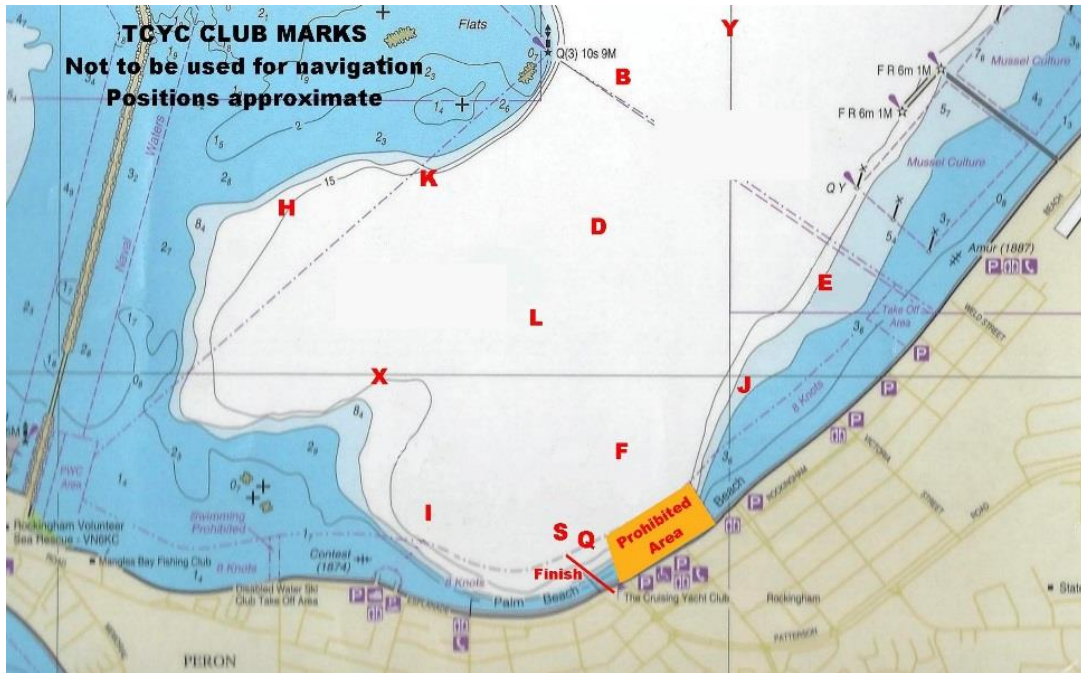 TCYC CLUB MARKS
Not to be used for navigation
Positions approximate
Flats
Q(3) 10s 9M
Y
B
F R 6m 1M
F R 6m 1M
Mussel Culture
Mussel Culture
Q Y
Waters
Naval
K
H
15
D
E
Amur (1887)
BEACH
WELD STREET
Take Off
Area
L
X
J
8 Knots
F
VICTORIA
STREET
ROAD
ROCKINGHAM
Beach
Prohibited
Area
PWC
Area
Rockingham Volunteer
Sea Rescue - VN6KC
Swimming
Prohibited
I
S
Q
Mangles Bay Fishing Club
Contest
(1874)
8 Knots
8 Knots
Finish
Disabled Water Ski
Club Take Off Area
ESPLANADE
Palm
Beach
The Cruising Yacht Club
Rockingham
PATTERSON
ROAD
MEMORIAL
PERON